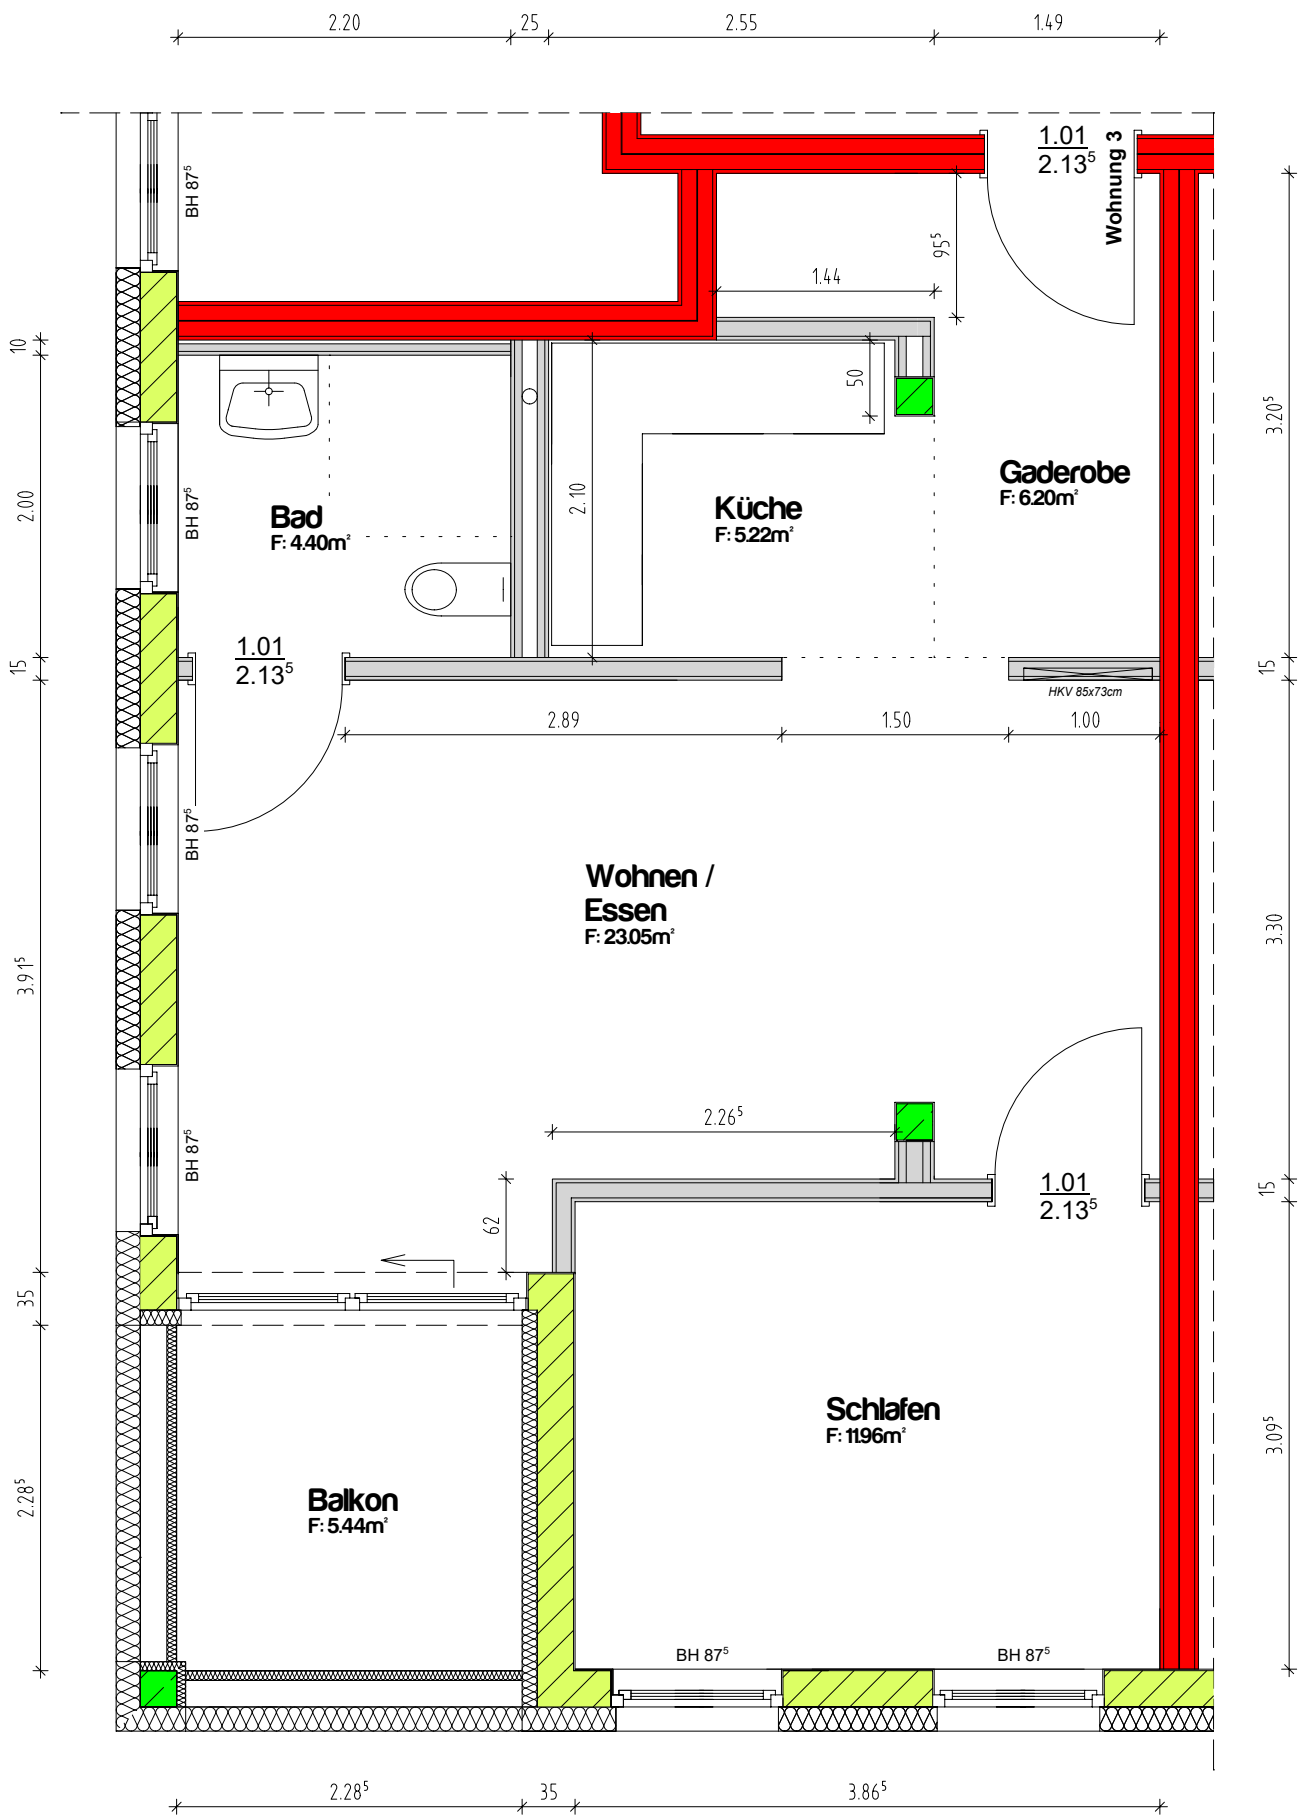 2.20
25
2.55
1.49
BH 87⁵
1.01
2.13⁵
Wohnung 3
95⁵
1.44
10
50
3.20⁵
Gaderobe
F: 6.20m²
2.00
BH 87⁵
Bad
F: 4.40m²
2.10
Küche
F: 5.22m²
1.01
2.13⁵
15
15
HKV 85x73cm
2.89
1.50
1.00
BH 87⁵
Wohnen /
Essen
F: 23.05m²
3.91⁵
3.30
2.26⁵
BH 87⁵
1.01
2.13⁵
15
62
35
Schlafen
F: 11.96m²
3.09⁵
Balkon
F: 5.44m²
2.28⁵
BH 87⁵
BH 87⁵
2.28⁵
35
3.86⁵